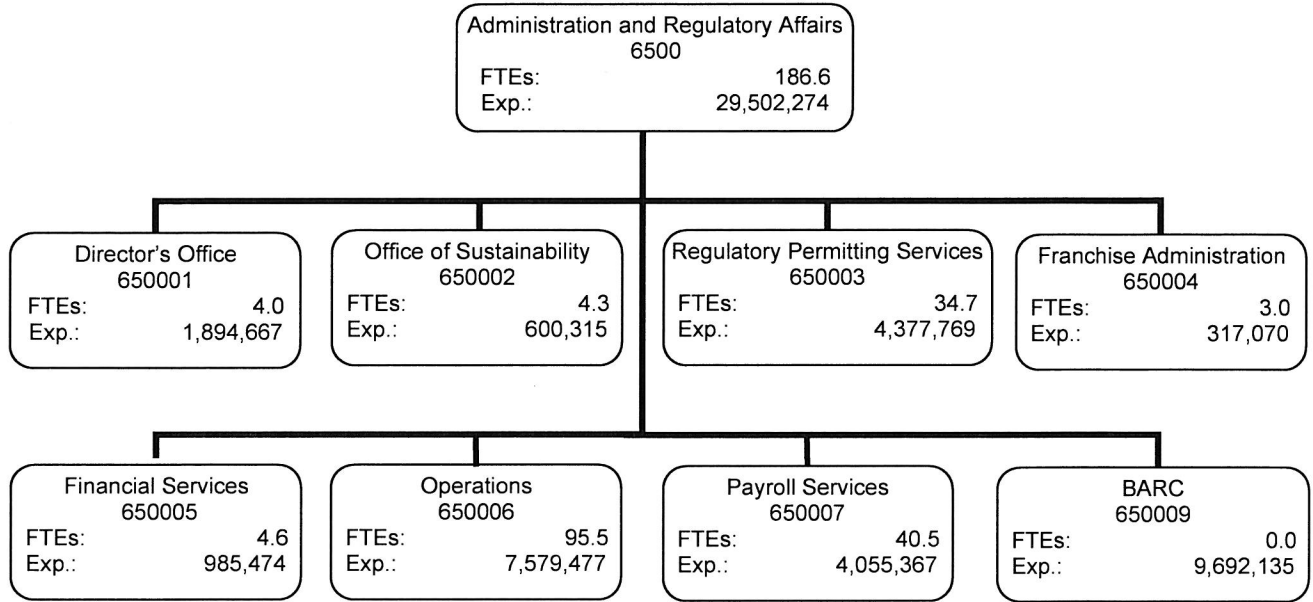 Administration and Regulatory Affairs
6500
FTEs: 186.6
Exp.: 29,502,274
Director's Office
650001
FTEs: 4.0
Exp.: 1,894,667
Office of Sustainability
650002
FTEs: 4.3
Exp.: 600,315
Regulatory Permitting Services
650003
FTEs: 34.7
Exp.: 4,377,769
Franchise Administration
650004
FTEs: 3.0
Exp.: 317,070
Financial Services
650005
FTEs: 4.6
Exp.: 985,474
Operations
650006
FTEs: 95.5
Exp.: 7,579,477
Payroll Services
650007
FTEs: 40.5
Exp.: 4,055,367
BARC
650009
FTEs: 0.0
Exp.: 9,692,135